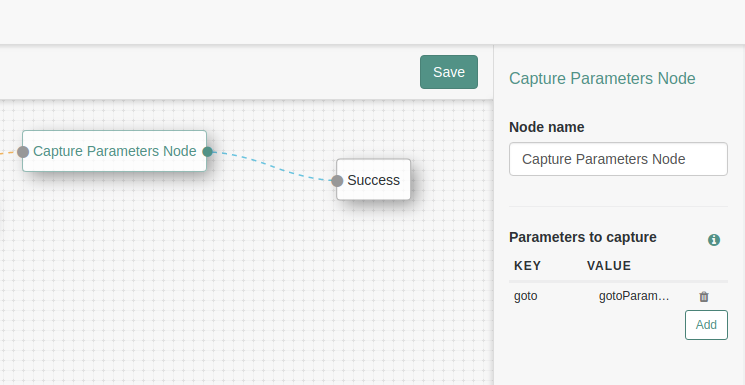 Save
Capture Parameters Node
Success
Capture Parameters Node
Node name
Capture Parameters Node
Parameters to capture
KEY VALUE
goto gotoParam…
Add